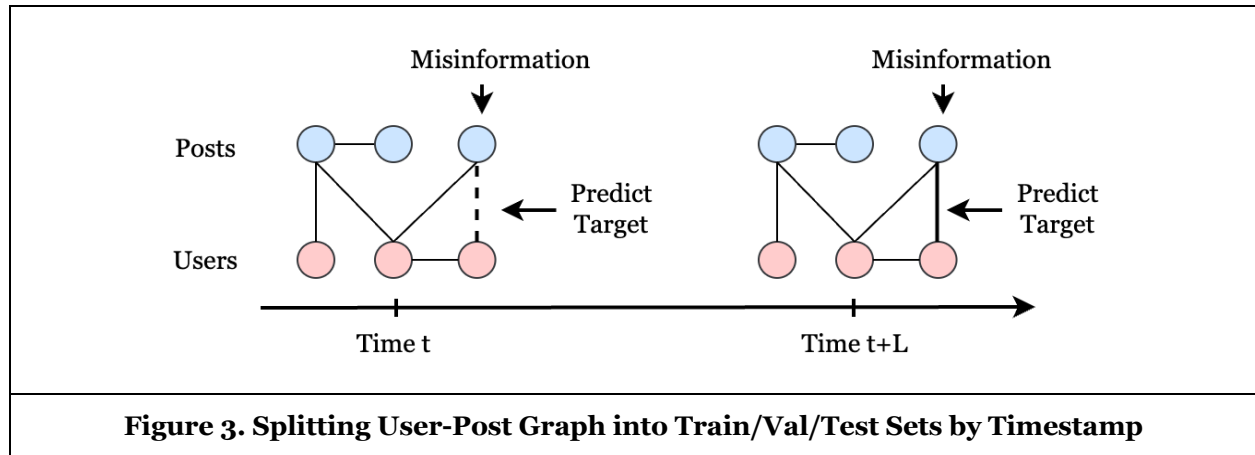 Misinformation
Misinformation
Posts
Predict
Target
Predict
Target
Users
Time t
Time t+L
Figure 3. Splitting User-Post Graph into Train/Val/Test Sets by Timestamp